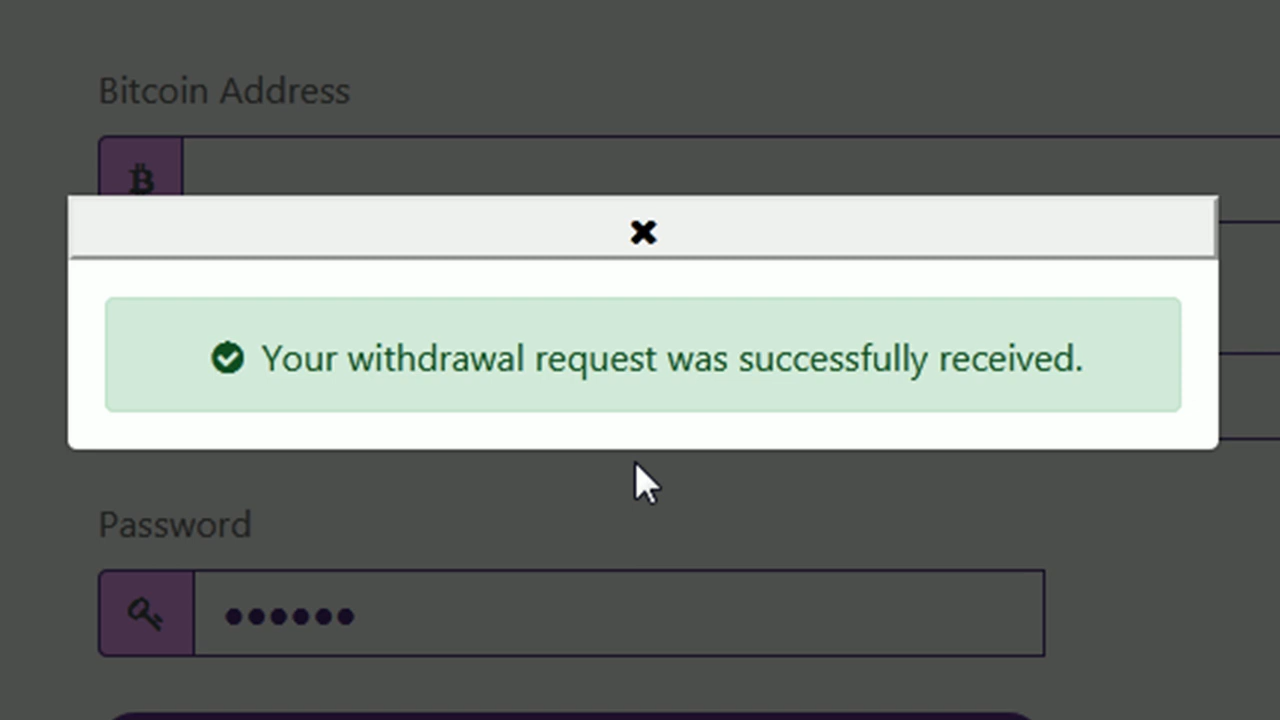 Bitcoin Address
Your withdrawal request was successfully received.
Password
••••••